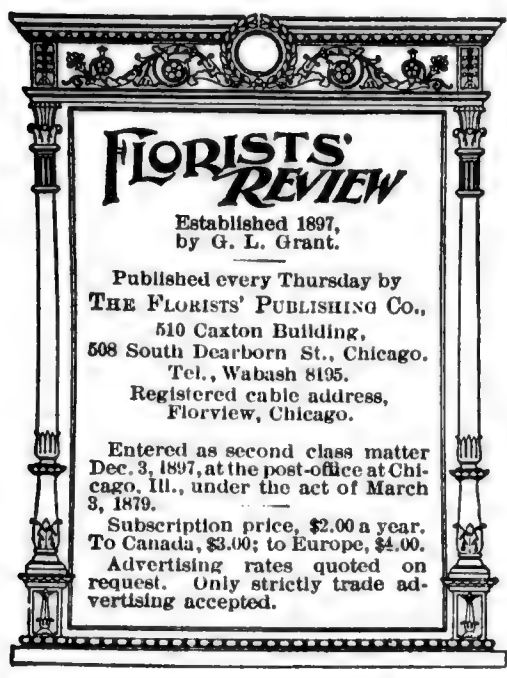 FLORISTS'
REVIEW
Established 1897,
by G. L. Grant.
Published every Thursday by
THE FLORISTS' PUBLISHING CO.,
510 Caxton Building,
508 South Dearborn St., Chicago.
Tel., Wabash 8195.
Registered cable address,
Florview, Chicago.
Entered as second class matter
Dec. 3, 1897, at the post-office at Chi-
cago, Ill., under the act of March
3, 1879.
Subscription price, $2.00 a year.
To Canada, $3.00; to Europe, $4.00.
Advertising rates quoted on
request. Only strictly trade ad-
vertising accepted.